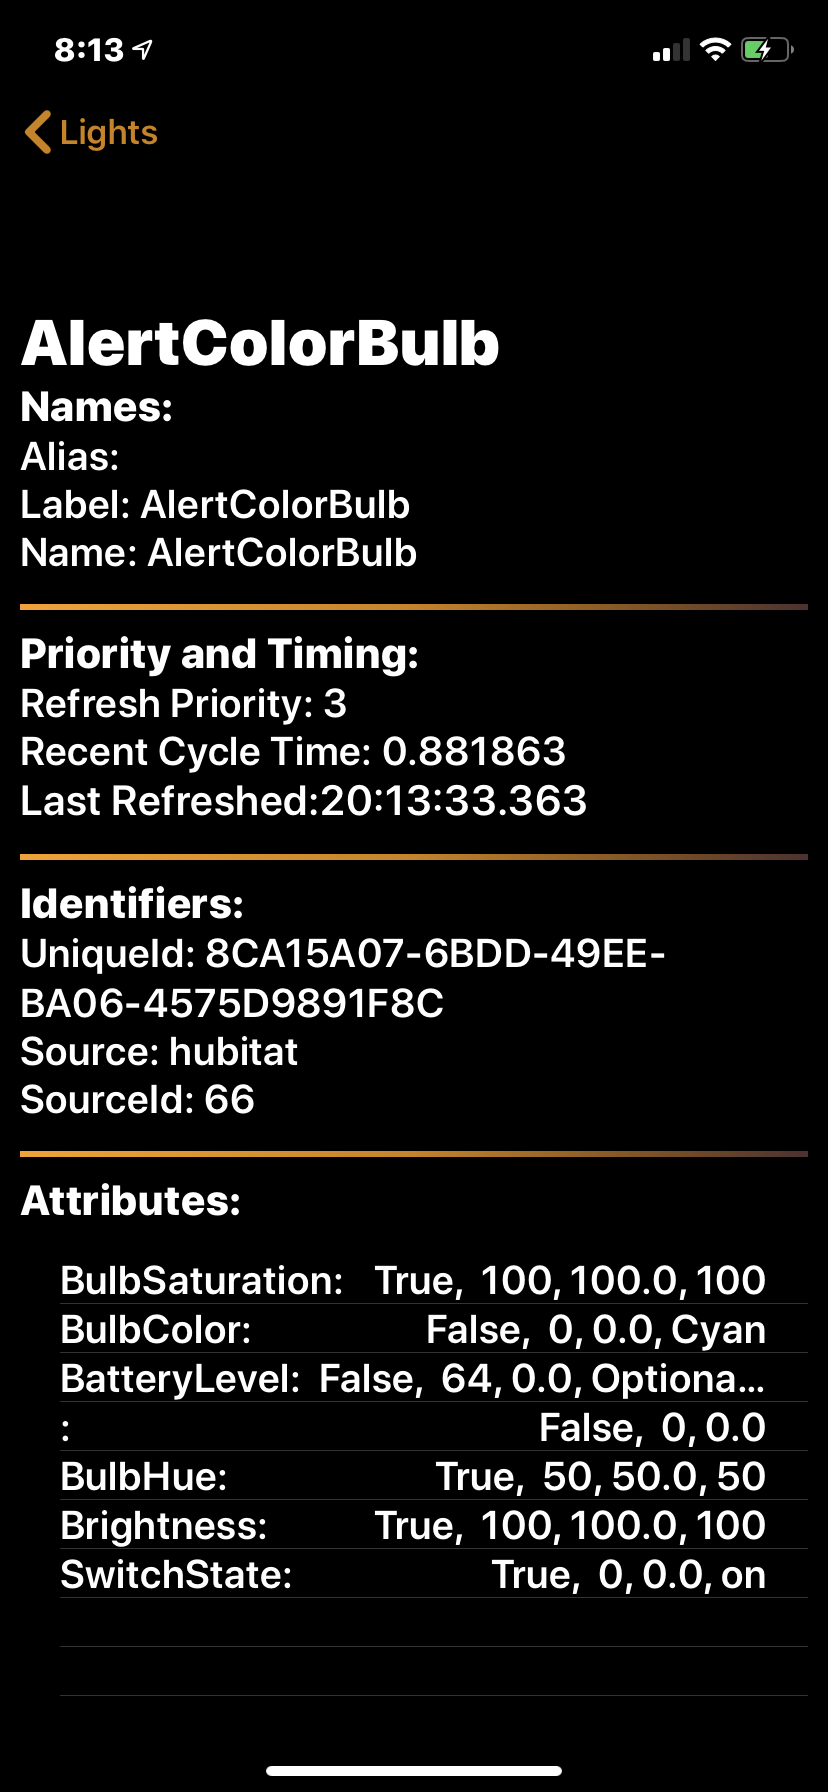 8:13
Lights
AlertColorBulb
Names:
Alias:
Label: AlertColorBulb
Name: AlertColorBulb
Priority and Timing:
Refresh Priority: 3
Recent Cycle Time: 0.881863
Last Refreshed:20:13:33.363
Identifiers:
UniqueId: 8CA15A07-6BDD-49EE-
BA06-4575D9891F8C
Source: hubitat
SourceId: 66
Attributes:
BulbSaturation: True, 100, 100.0, 100
BulbColor: False, 0, 0.0, Cyan
BatteryLevel: False, 64, 0.0, Optiona...
: False, 0, 0.0
BulbHue: True, 50, 50.0, 50
Brightness: True, 100, 100.0, 100
SwitchState: True, 0, 0.0, on